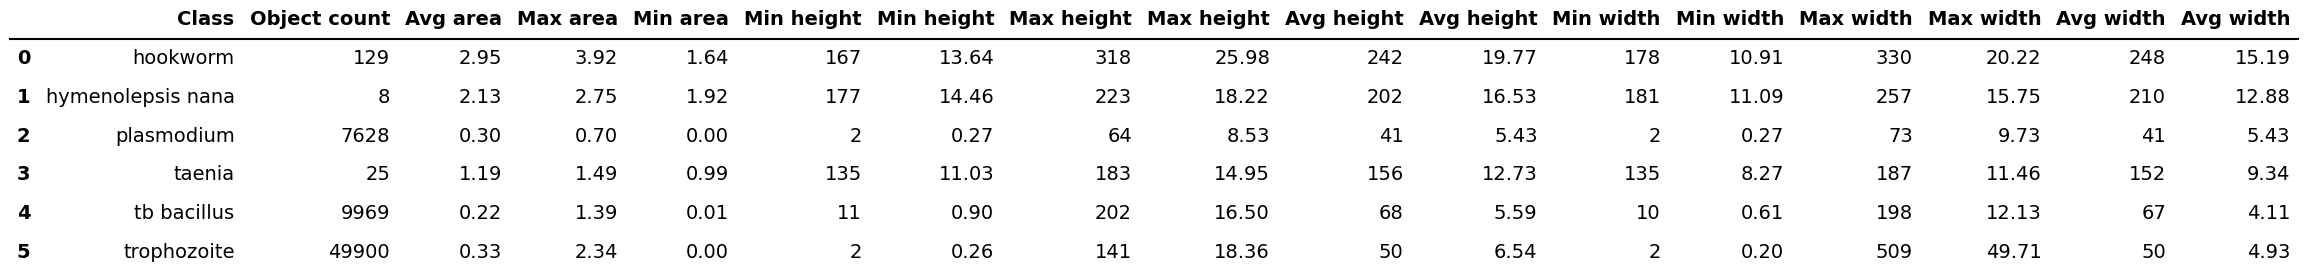 Class Object count Avg area Max area Min area Min height Min height Max height Max height Avg height Avg height Min width Min width Max width Max width Avg width Avg width
0 hookworm 129 2.95 3.92 1.64 167 13.64 318 25.98 242 19.77 178 10.91 330 20.22 248 15.19
1 hymenolepsis nana 8 2.13 2.75 1.92 177 14.46 223 18.22 202 16.53 181 11.09 257 15.75 210 12.88
2 plasmodium 7628 0.30 0.70 0.00 2 0.27 64 8.53 41 5.43 2 0.27 73 9.73 41 5.43
3 taenia 25 1.19 1.49 0.99 135 11.03 183 14.95 156 12.73 135 8.27 187 11.46 152 9.34
4 tb bacillus 9969 0.22 1.39 0.01 11 0.90 202 16.50 68 5.59 10 0.61 198 12.13 67 4.11
5 trophozoite 49900 0.33 2.34 0.00 2 0.26 141 18.36 50 6.54 2 0.20 509 49.71 50 4.93